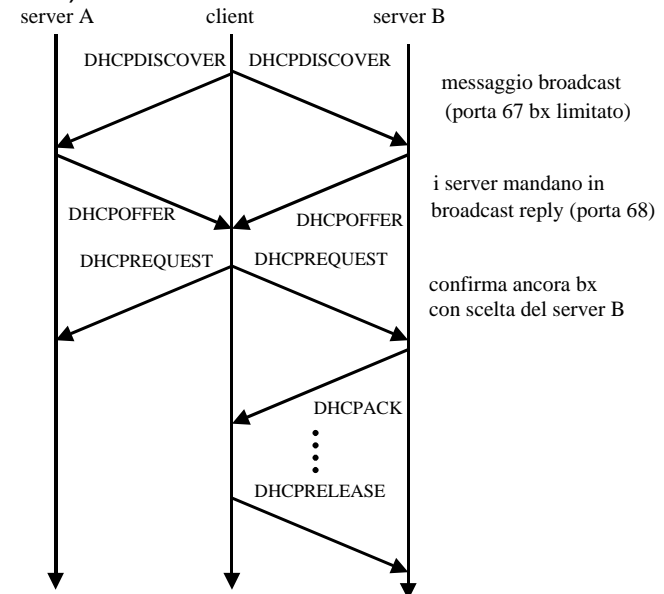 server A
client
server B
DHCPDISCOVER
DHCPDISCOVER
messaggio broadcast
(porta 67 bx limitato)
i server mandano in
broadcast reply (porta 68)
DHCPOFFER
DHCPOFFER
DHCPREQUEST
DHCPREQUEST
confirma ancora bx
con scelta del server B
DHCPACK
DHCPRELEASE